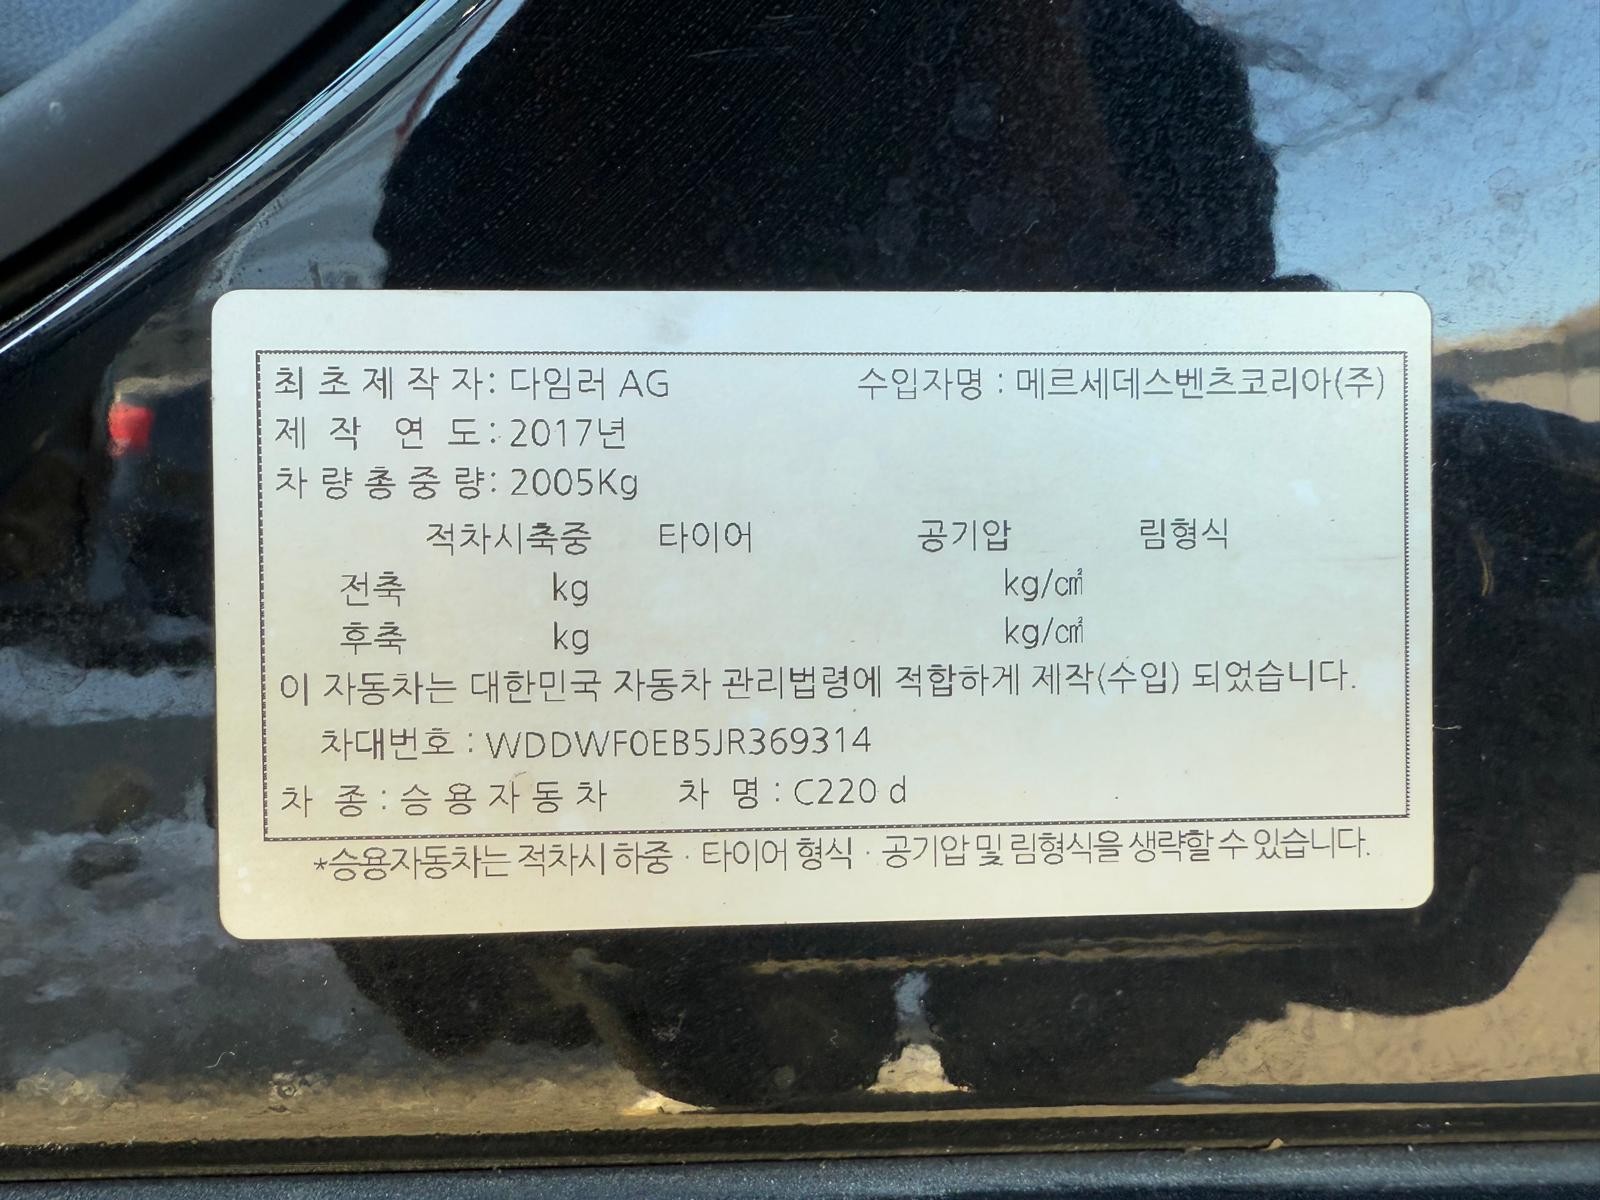 최초제작자: 다임러 AG 수입자명 : 메르세데스벤츠코리아(주)
제작 연도: 2017년
차량총중량: 2005Kg
적차시축중 타이어 공기압 림형식
전축 kg kg/㎠
후축 kg kg/㎠
이 자동차는 대한민국 자동차 관리법령에 적합하게 제작(수입) 되었습니다.
차대번호 : WDDWF0EB5JR369314
차 종 : 승용자동차 차 명 : C220 d
*승용자동차는 적차시 하중 · 타이어 형식 · 공기압 및 림형식을 생략할 수 있습니다.